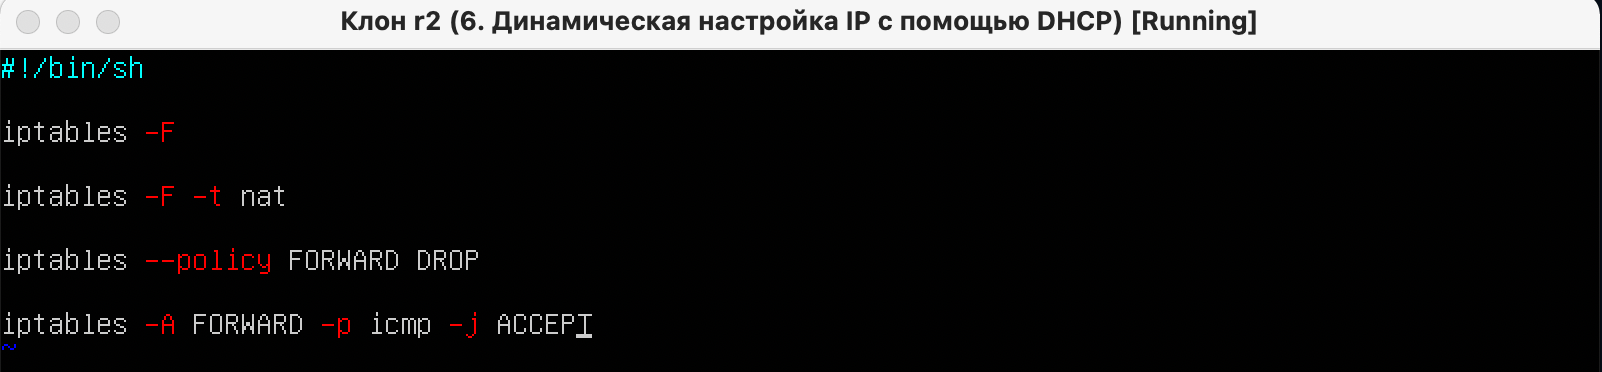 Клон r2 (6. Динамическая настройка IP с помощью DHCP) [Running]
#!/bin/sh
iptables -F
iptables -F -t nat
iptables --policy FORWARD DROP
iptables -A FORWARD -p icmp -j ACCEPT
~